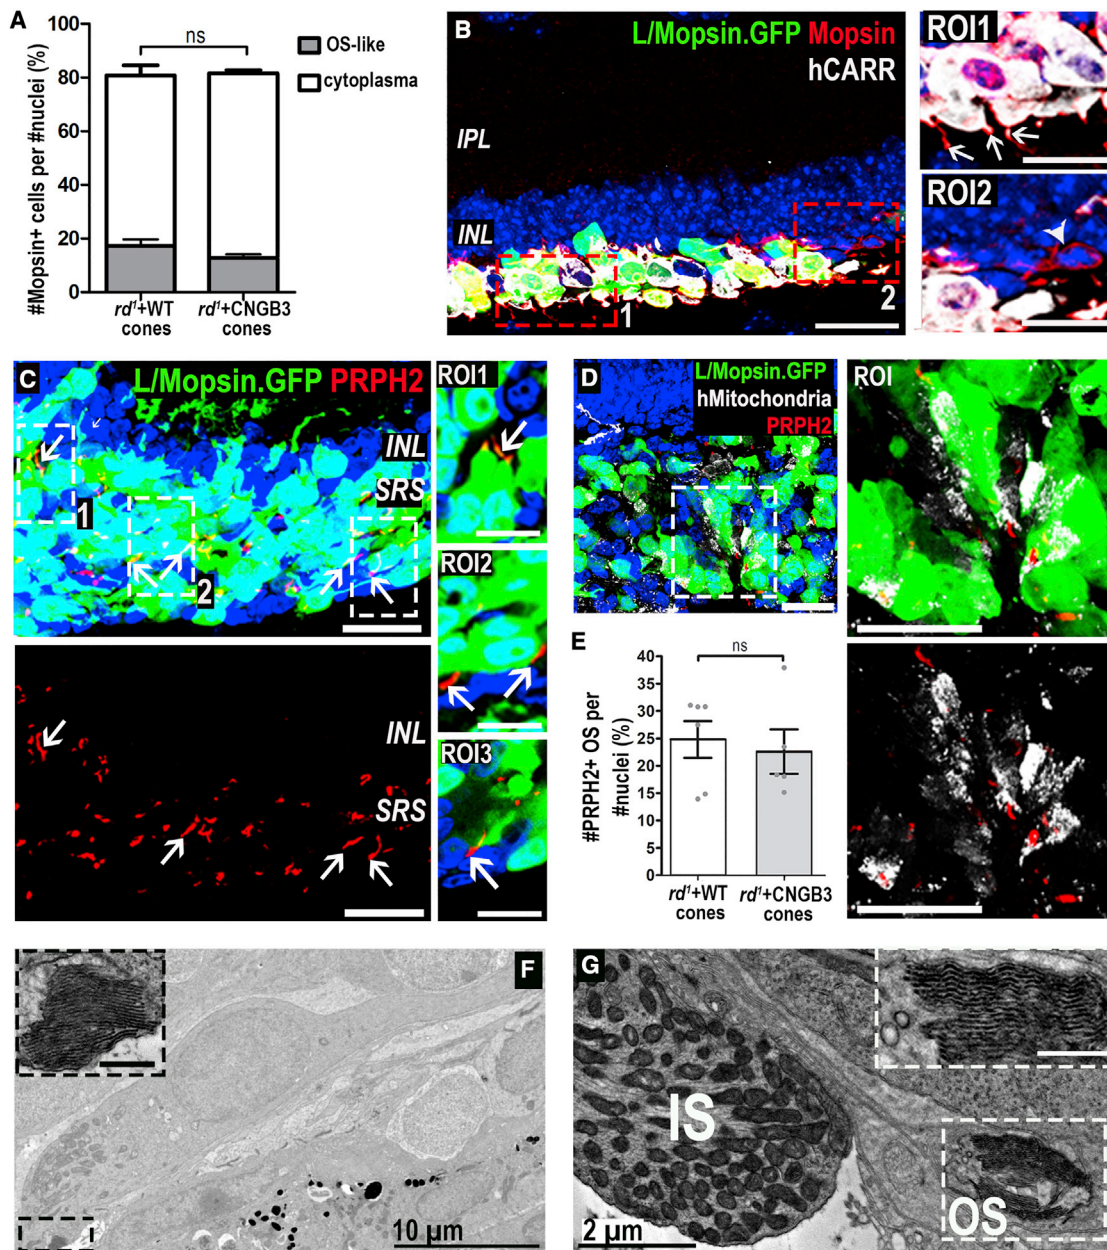 A
#Mopsin+ cells per #nuclei (%)
100
80
60
40
20
0
ns
OS-like
cytoplasma
rd¹+WT cones
rd¹+CNGB3 cones
B
L/Mopsin.GFP Mopsin
hCARR
IPL
INL
1
2
ROI1
ROI2
C
L/Mopsin.GFP PRPH2
INL
SRS
1
2
INL
SRS
ROI1
ROI2
ROI3
D
L/Mopsin.GFP
hMitochondria
PRPH2
ROI
E
#PRPH2+ OS per
#nuclei (%)
40
35
30
25
20
15
10
5
0
ns
rd¹+WT
cones
rd¹+CNGB3
cones
F
10 µm
G
IS
OS
2 µm